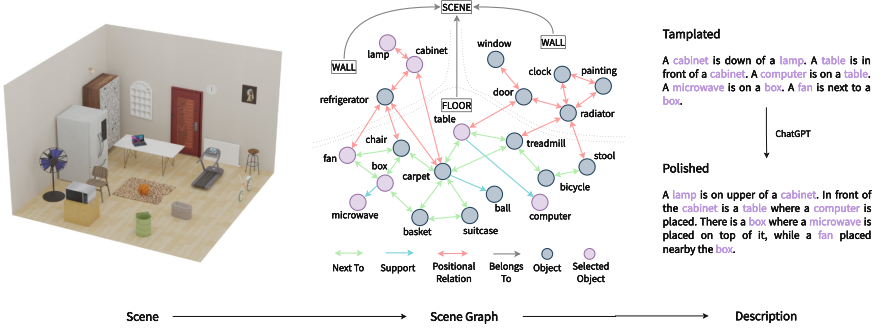 SCENE
WALL
WALL
FLOOR
lamp
cabinet
window
clock
painting
door
refrigerator
table
radiator
chair
treadmill
fan
box
carpet
stool
bicycle
microwave
ball
computer
basket
suitcase
Next To
Support
Positional
Relation
Belongs
To
Object
Selected
Object
Tamplated
A cabinet is down of a lamp. A table is in
front of a cabinet. A computer is on a table.
A microwave is on a box. A fan is next to a
box.
ChatGPT
Polished
A lamp is on upper of a cabinet. In front of
the cabinet is a table where a computer is
placed. There is a box where a microwave is
placed on top of it, while a fan placed
nearby the box.
Scene
Scene Graph
Description